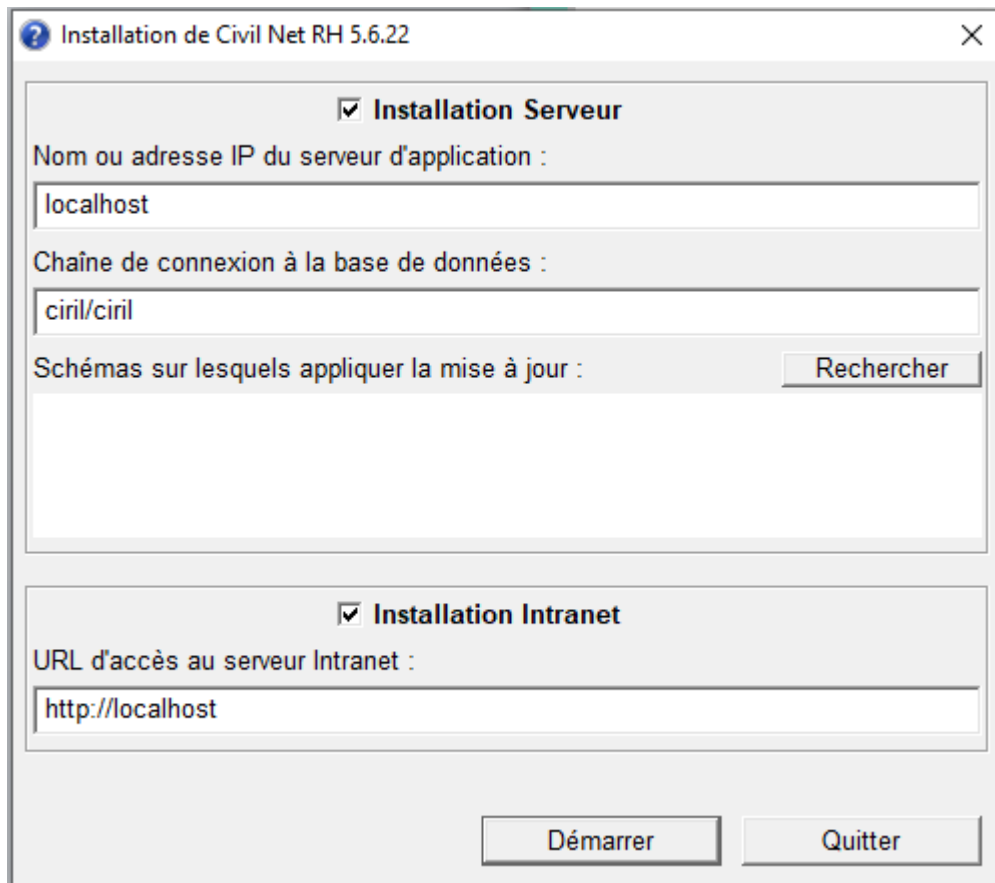 Installation de Civil Net RH 5.6.22
Installation Serveur
Nom ou adresse IP du serveur d'application :
localhost
Chaîne de connexion à la base de données :
ciril/ciril
Schémas sur lesquels appliquer la mise à jour :
Rechercher
Installation Intranet
URL d'accès au serveur Intranet :
http://localhost
Démarrer
Quitter